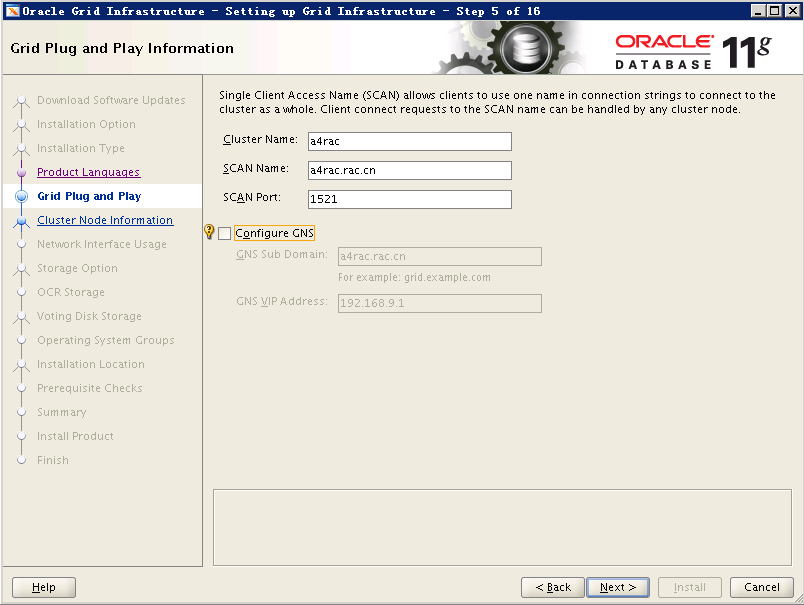 Oracle Grid Infrastructure - Setting up Grid Infrastructure - Step 5 of 16
Grid Plug and Play Information
ORACLE
DATABASE 11g
Download Software Updates
Installation Option
Installation Type
Product Languages
Grid Plug and Play
Cluster Node Information
Network Interface Usage
Storage Option
OCR Storage
Voting Disk Storage
Operating System Groups
Installation Location
Prerequisite Checks
Summary
Install Product
Finish
Single Client Access Name (SCAN) allows clients to use one name in connection strings to connect to the
cluster as a whole. Client connect requests to the SCAN name can be handled by any cluster node.
Cluster Name: a4rac
SCAN Name: a4rac.rac.cn
SCAN Port: 1521
Configure GNS
GNS Sub Domain: a4rac.rac.cn
For example: grid.example.com
GNS VIP Address: 192.168.9.1
Help
< Back
Next >
Install
Cancel